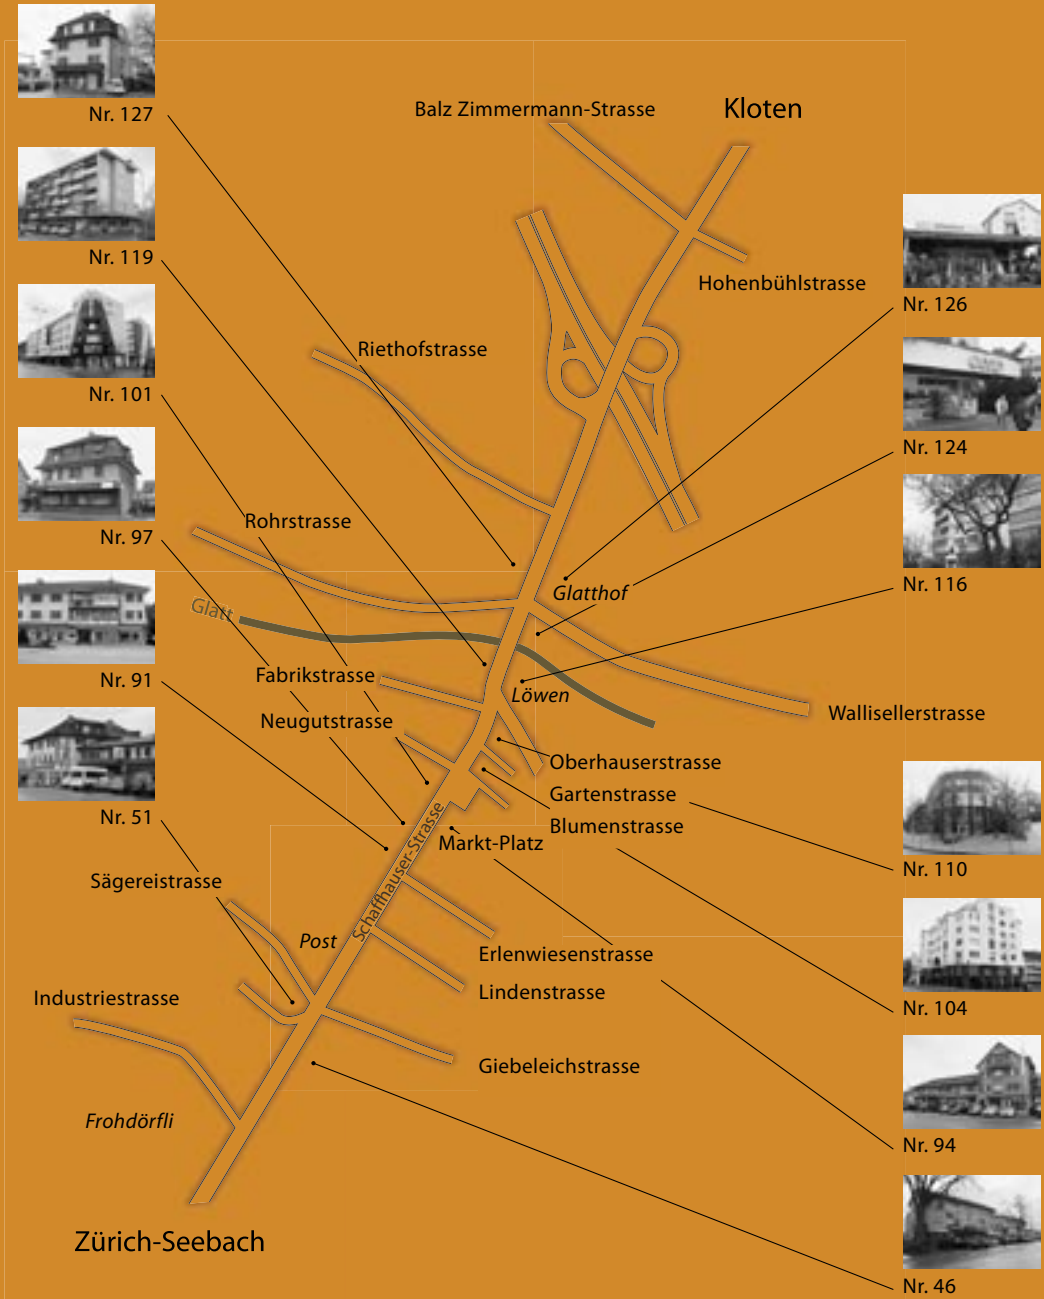 Nr. 127
Balz Zimmermann-Strasse
Kloten
Nr. 119
Hohenbühlstrasse
Nr. 126
Riethofstrasse
Nr. 101
Nr. 124
Rohrstrasse
Nr. 97
Glatthof
Nr. 116
Glatt
Fabrikstrasse
Nr. 91
Löwen
Wallisellerstrasse
Neugutstrasse
Oberhauserstrasse
Gartenstrasse
Nr. 51
Blumenstrasse
Markt-Platz
Schaffhauser-Strasse
Nr. 110
Sägereistrasse
Post
Erlenwiesenstrasse
Lindenstrasse
Industriestrasse
Nr. 104
Giebeleichstrasse
Frohdörfli
Nr. 94
Zürich-Seebach
Nr. 46